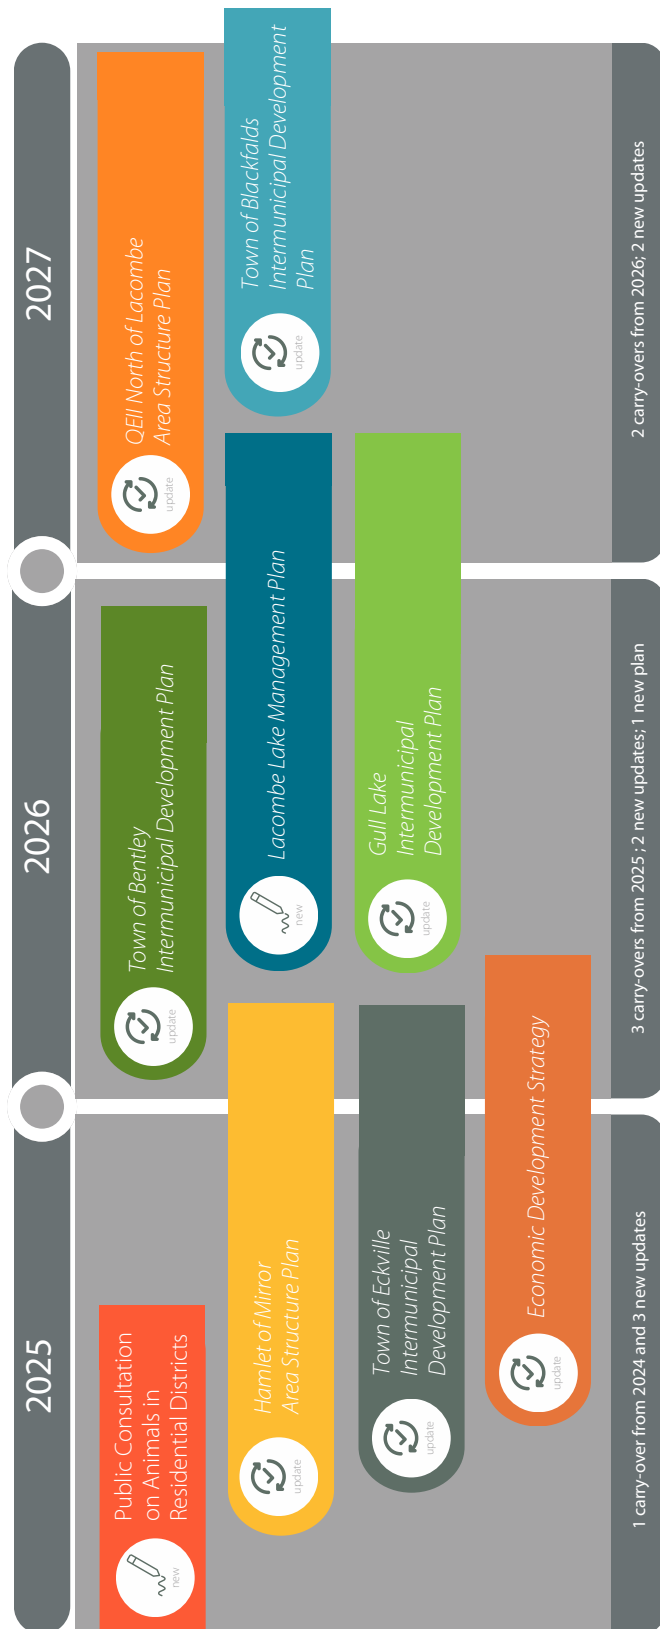 2025
Public Consultation
on Animals in
Residential Districts
new
Hamlet of Mirror
Area Structure Plan
update
Town of Eckville
Intermunicipal
Development Plan
update
Economic Development Strategy
update
1 carry-over from 2024 and 3 new updates
2026
Town of Bentley
Intermunicipal Development Plan
update
Lacombe Lake Management Plan
new
Gull Lake
Intermunicipal
Development Plan
update
3 carry-overs from 2025 ; 2 new updates; 1 new plan
2027
QEII North of Lacombe
Area Structure Plan
update
Town of Blackfalds
Intermunicipal Development
Plan
update
2 carry-overs from 2026; 2 new updates